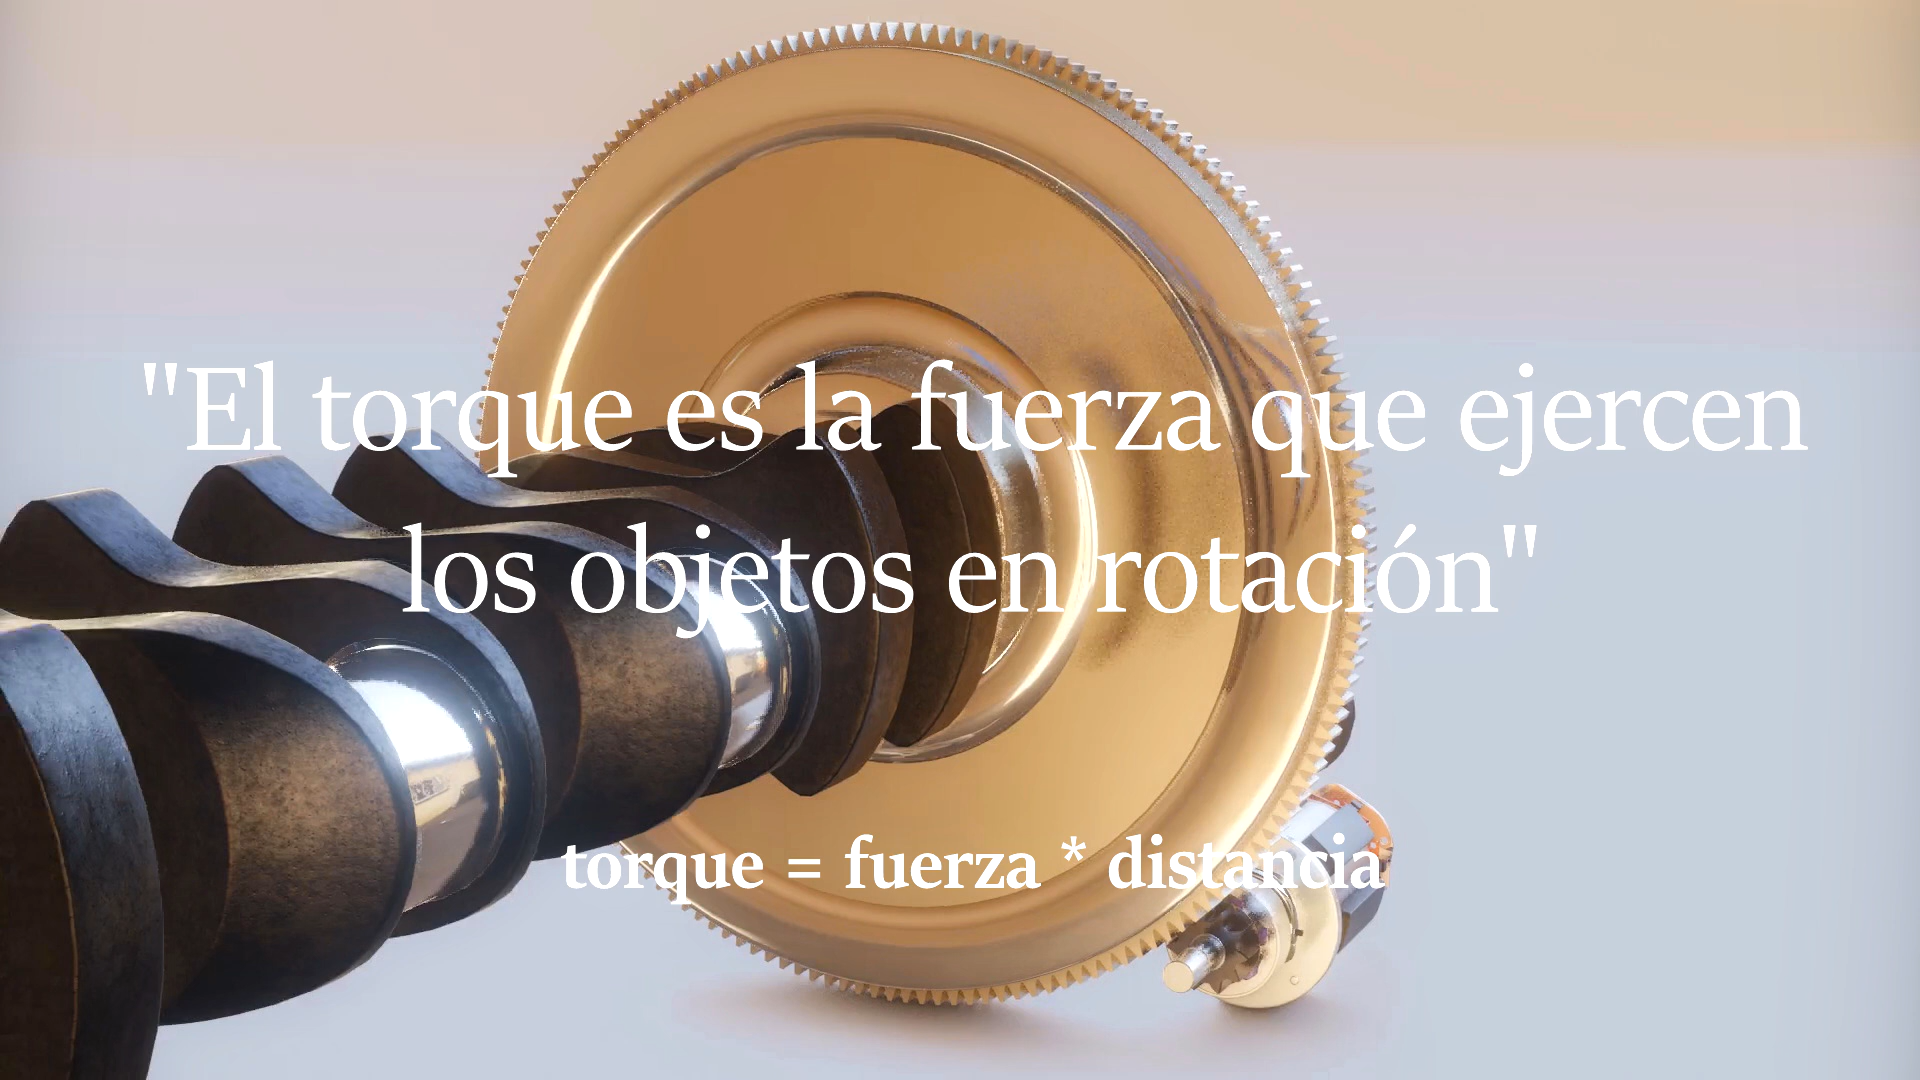 "El torque es la fuerza que ejercen
los objetos en rotación"
torque = fuerza * distancia